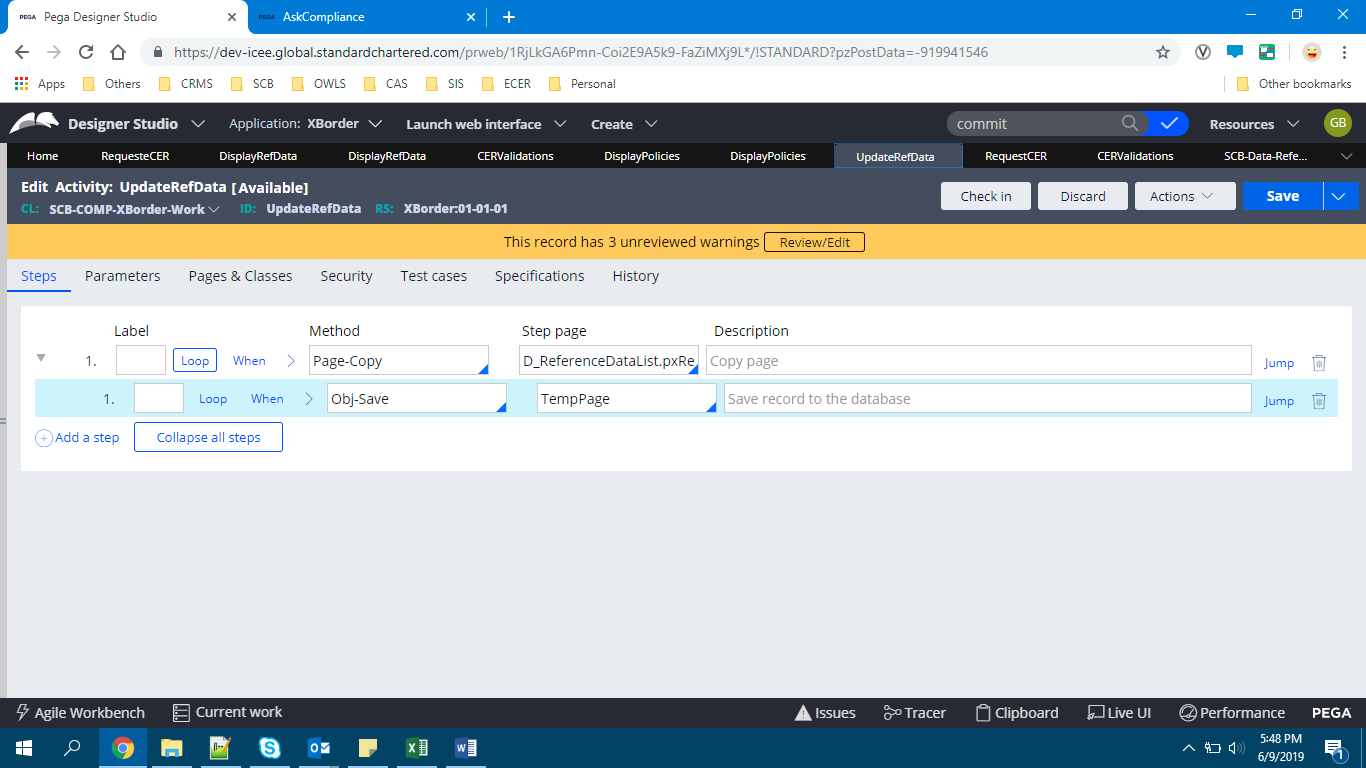 PEGA Pega Designer Studio
PEGA AskCompliance
https://dev-icee.global.standardchartered.com/prweb/1RjLkGA6Pmn-Coi2E9A5k9-FaZiMXj9L*/!STANDARD?pzPostData=-919941546
Apps Others CRMS SCB OWLS CAS SIS ECER Personal Other bookmarks
Designer Studio Application: XBorder Launch web interface Create commit Resources GB
Home RequesteCER DisplayRefData DisplayRefData CERValidations DisplayPolicies DisplayPolicies UpdateRefData RequestCER CERValidations SCB-Data-Refe...
Edit Activity: UpdateRefData [Available]
CL: SCB-COMP-XBorder-Work ID: UpdateRefData RS: XBorder:01-01-01
Check in Discard Actions Save
This record has 3 unreviewed warnings Review/Edit
Steps Parameters Pages & Classes Security Test cases Specifications History
Label Method Step page Description
1. Loop When Page-Copy D_ReferenceDataList.pxRe Copy page Jump
1. Loop When Obj-Save TempPage Save record to the database Jump
Add a step Collapse all steps
Agile Workbench Current work Issues Tracer Clipboard Live UI Performance PEGA
5:48 PM
6/9/2019
1